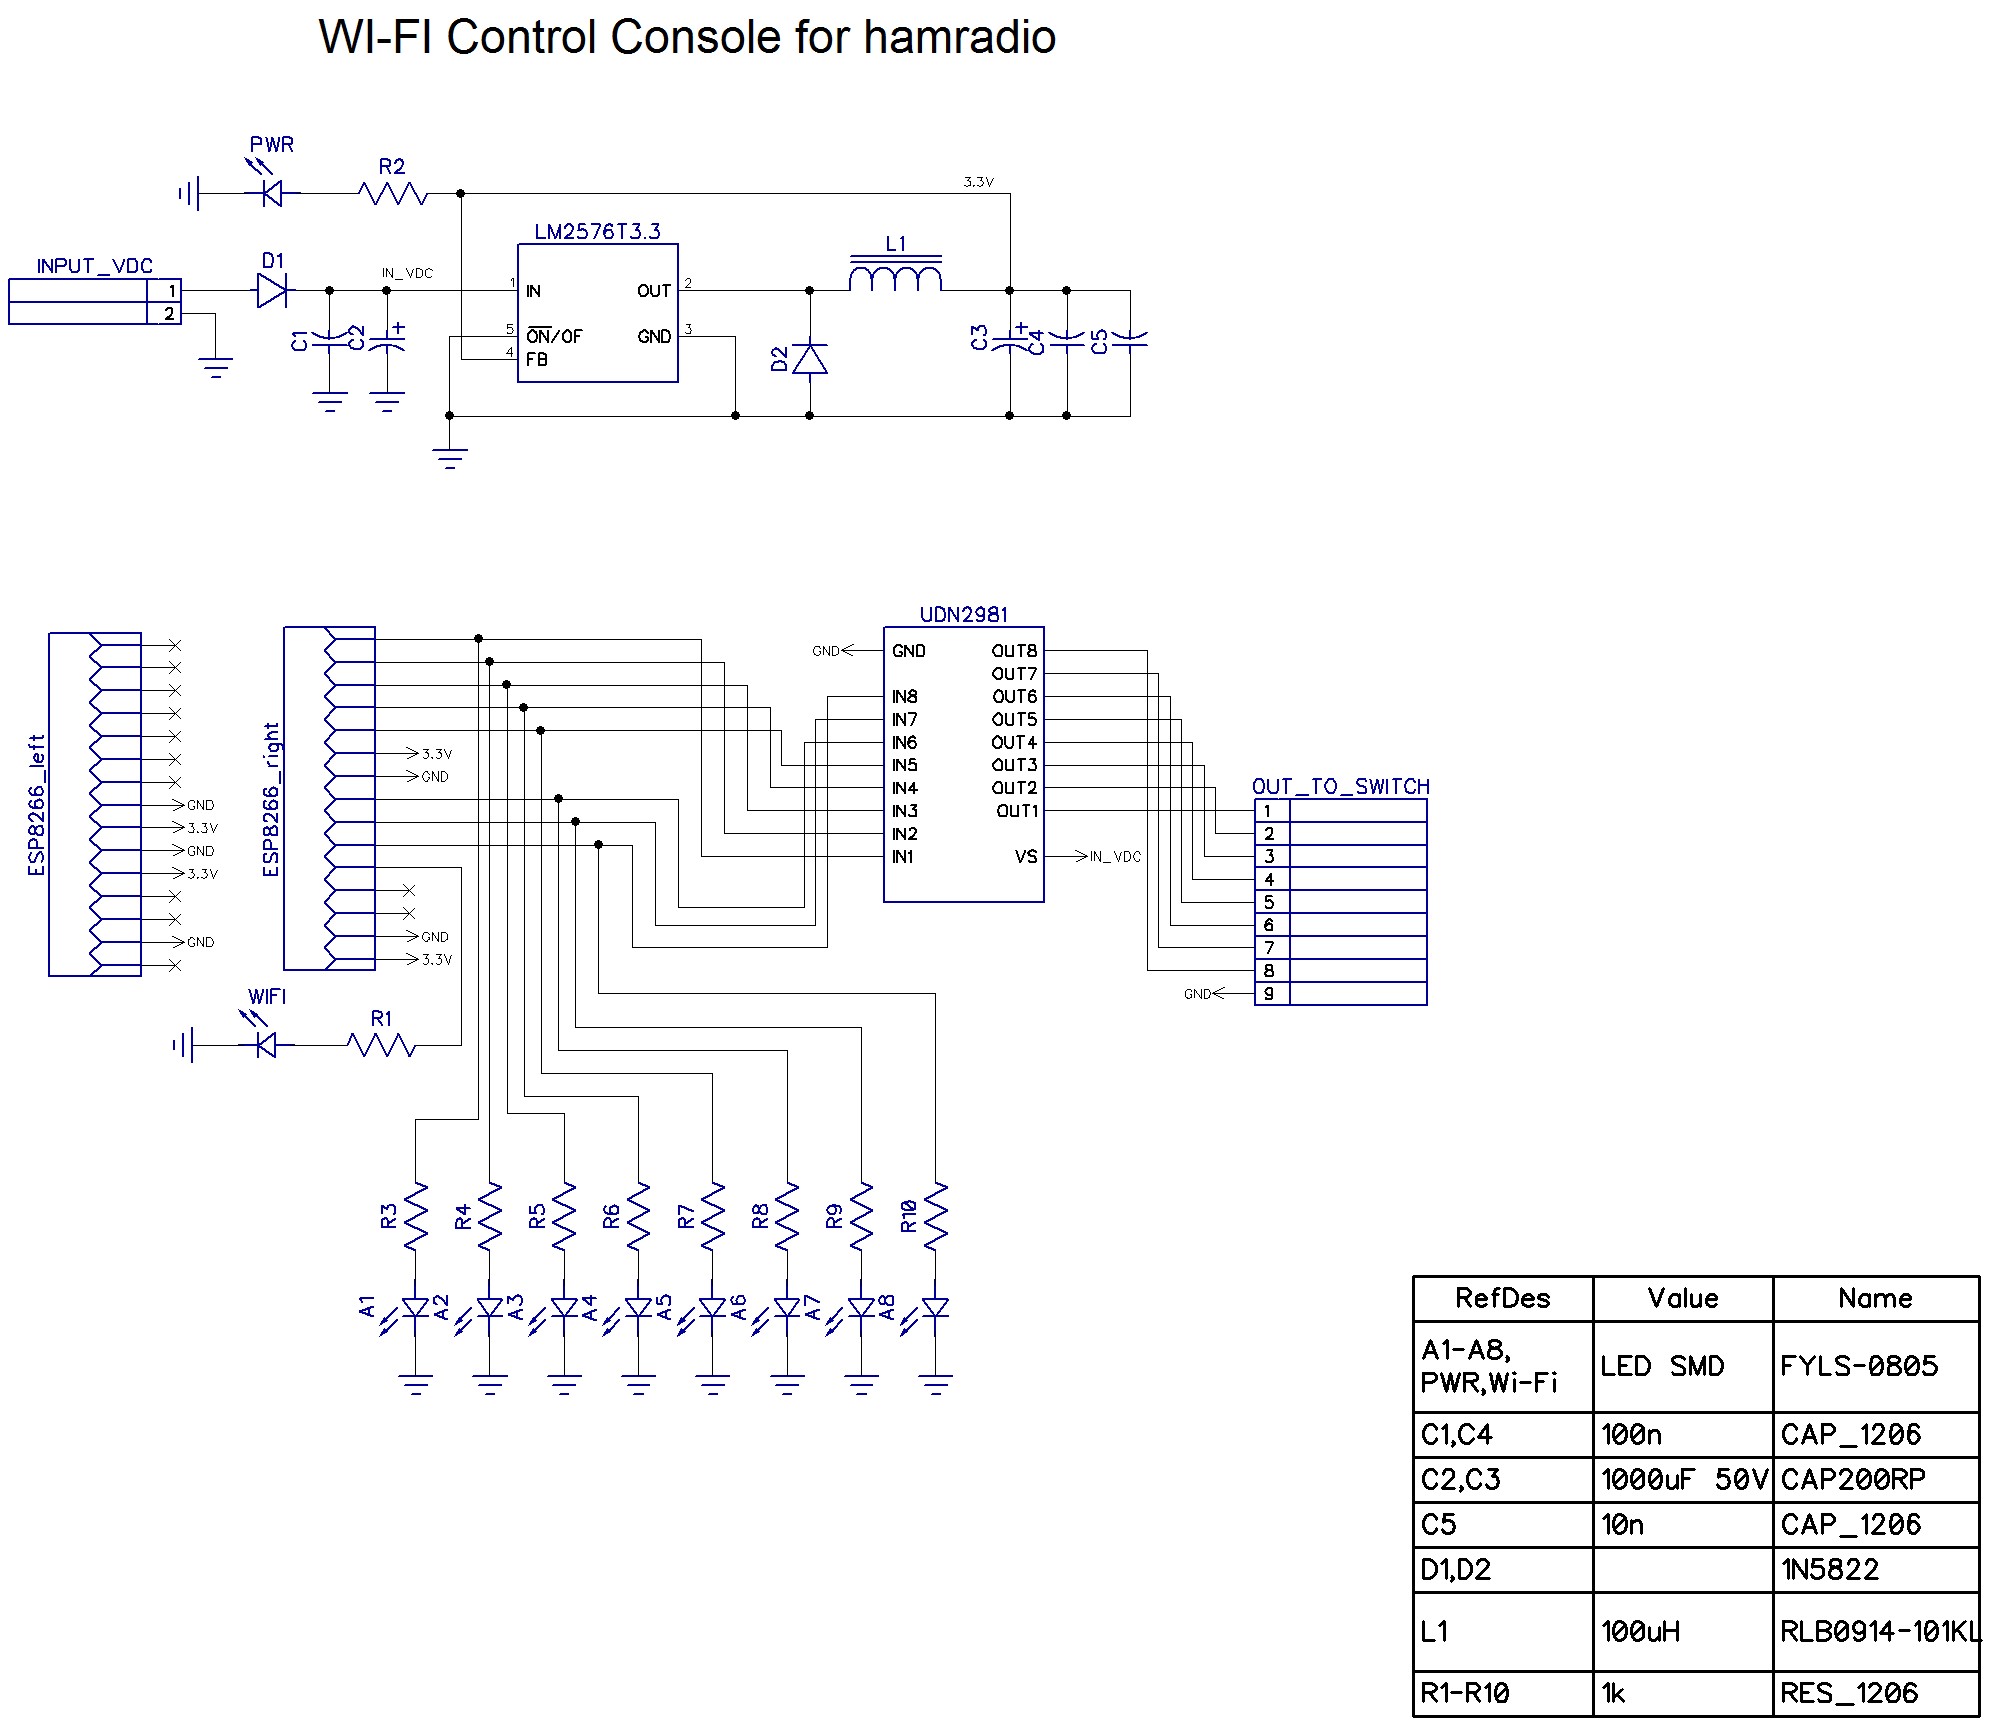 WI-FI Control Console for hamradio
PWR
R2
3.3V
LM2576T3.3
L1
INPUT_VDC
D1
IN_VDC
1
2
1
IN
OUT
2
5
ON/OF
GND
3
4
FB
C1
C2
+
D2
C3
+
C4
C5
UDN2981
GND
GND
OUT8
OUT7
IN8
OUT6
IN7
OUT5
IN6
OUT4
IN5
OUT3
IN4
OUT2
IN3
OUT1
IN2
IN1
VS
IN_VDC
ESP8266_left
GND
3.3V
GND
3.3V
GND
ESP8266_right
3.3V
GND
GND
3.3V
OUT_TO_SWITCH
1
2
3
4
5
6
7
8
GND
9
WIFI
R1
R3
R4
R5
R6
R7
R8
R9
R10
A1
A2
A3
A4
A5
A6
A7
A8
RefDes Value Name
A1-A8,
PWR,Wi-Fi LED SMD FYLS-0805
C1,C4 100n CAP_1206
C2,C3 1000uF 50V CAP200RP
C5 10n CAP_1206
D1,D2 1N5822
L1 100uH RLB0914-101KL
R1-R10 1k RES_1206